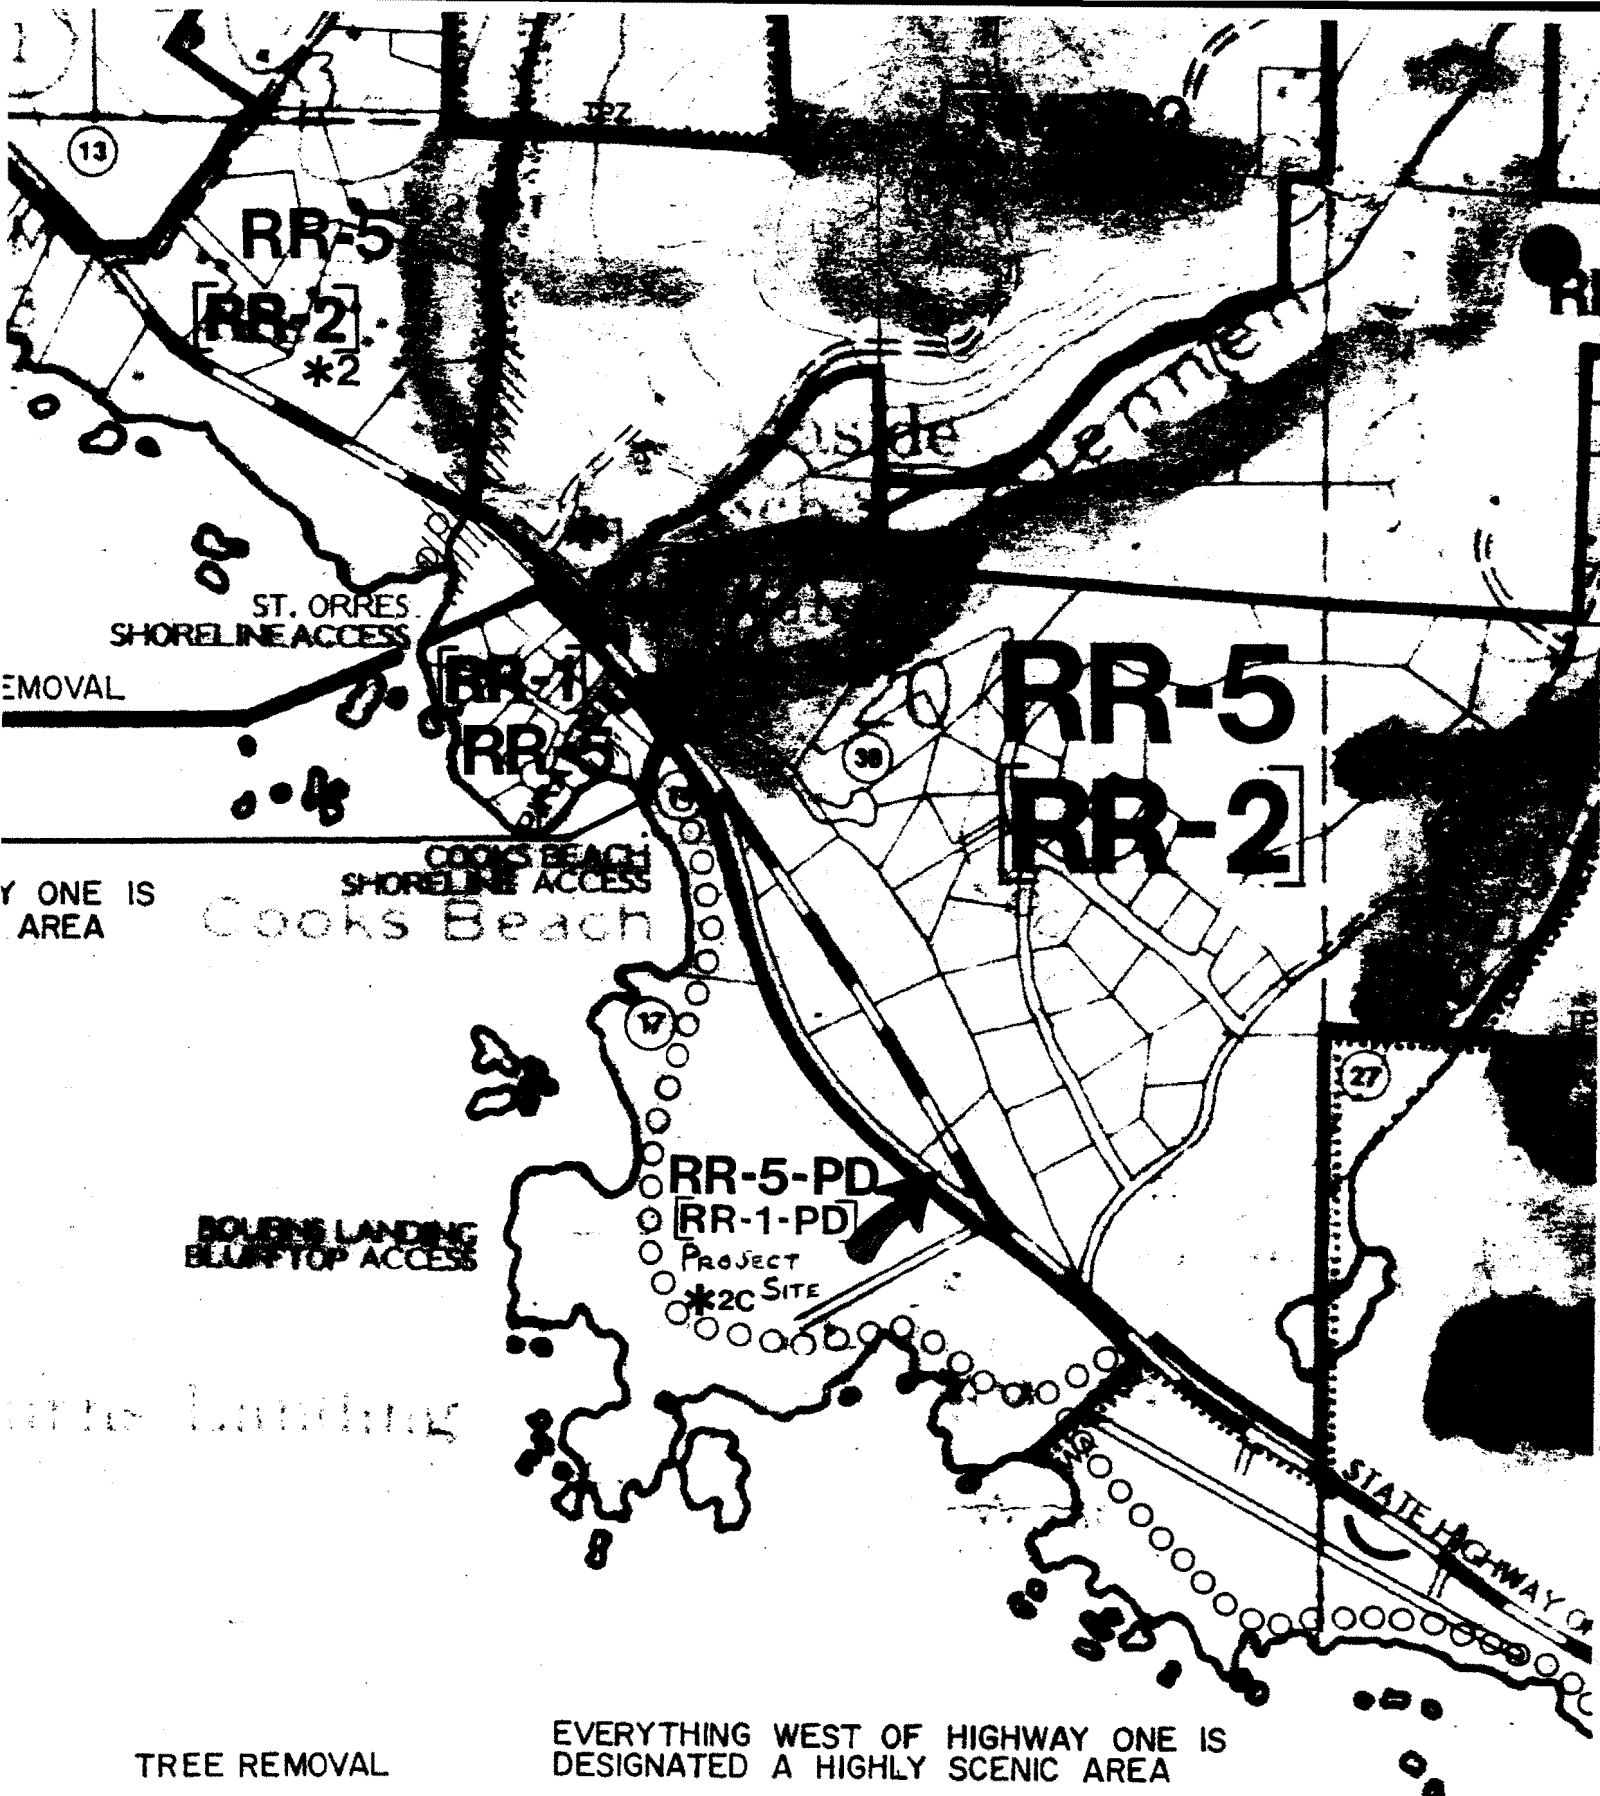 TPZ
13
RR-5
[RR-2]
*2
ST. ORRES
SHORELINE ACCESS
EMOVAL
[RR-1]
RR-5
30
RR-5
[RR-2]
COOKS BEACH
SHORELINE ACCESS
Y ONE IS
AREA
Cooks Beach
17
27
RR-5-PD
[RR-1-PD]
PROJECT
SITE
*2C
BOURNS LANDING
BLUFFTOP ACCESS
Landing
STATE HIGHWAY
TREE REMOVAL
EVERYTHING WEST OF HIGHWAY ONE IS
DESIGNATED A HIGHLY SCENIC AREA